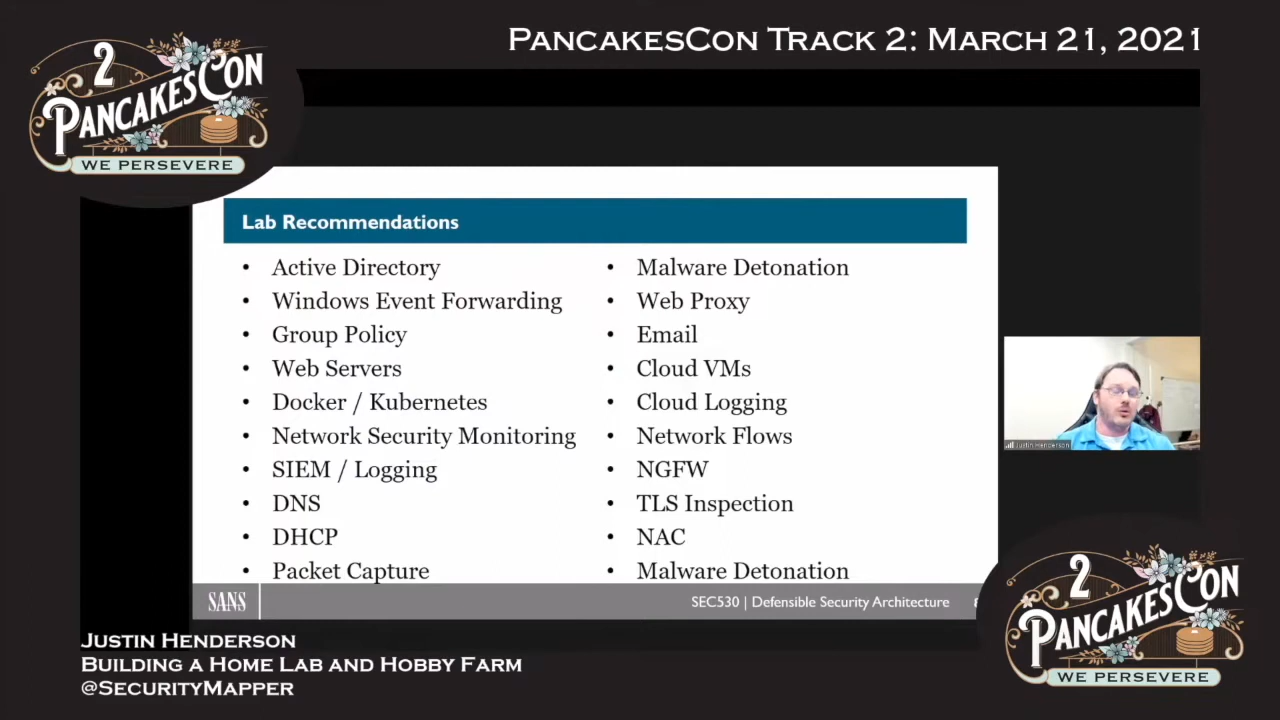 PancakesCon Track 2: March 21, 2021
2
PancakesCon
WE PERSEVERE
Lab Recommendations
• Active Directory
• Windows Event Forwarding
• Group Policy
• Web Servers
• Docker / Kubernetes
• Network Security Monitoring
• SIEM / Logging
• DNS
• DHCP
• Packet Capture
• Malware Detonation
• Web Proxy
• Email
• Cloud VMs
• Cloud Logging
• Network Flows
• NGFW
• TLS Inspection
• NAC
• Malware Detonation
Justin Henderson
SANS
SEC530 | Defensible Security Architecture
Justin Henderson
Building a Home Lab and Hobby Farm
@SecurityMapper
2
PancakesCon
WE PERSEVERE